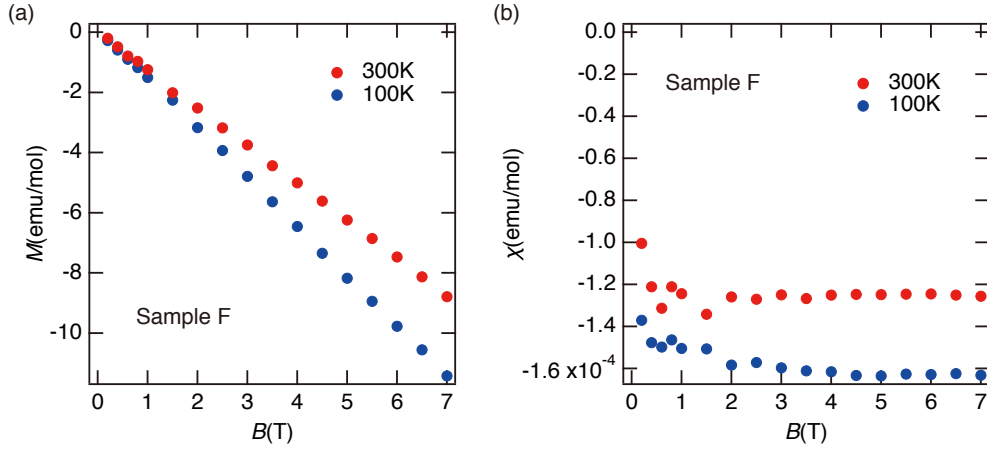 (a)
0
-2
-4
-6
-8
-10
M(emu/mol)
300K
100K
Sample F
0 1 2 3 4 5 6 7
B(T)
(b)
0.0
-0.2
-0.4
-0.6
-0.8
-1.0
-1.2
-1.4
-1.6 x10⁻⁴
χ(emu/mol)
Sample F
300K
100K
0 1 2 3 4 5 6 7
B(T)